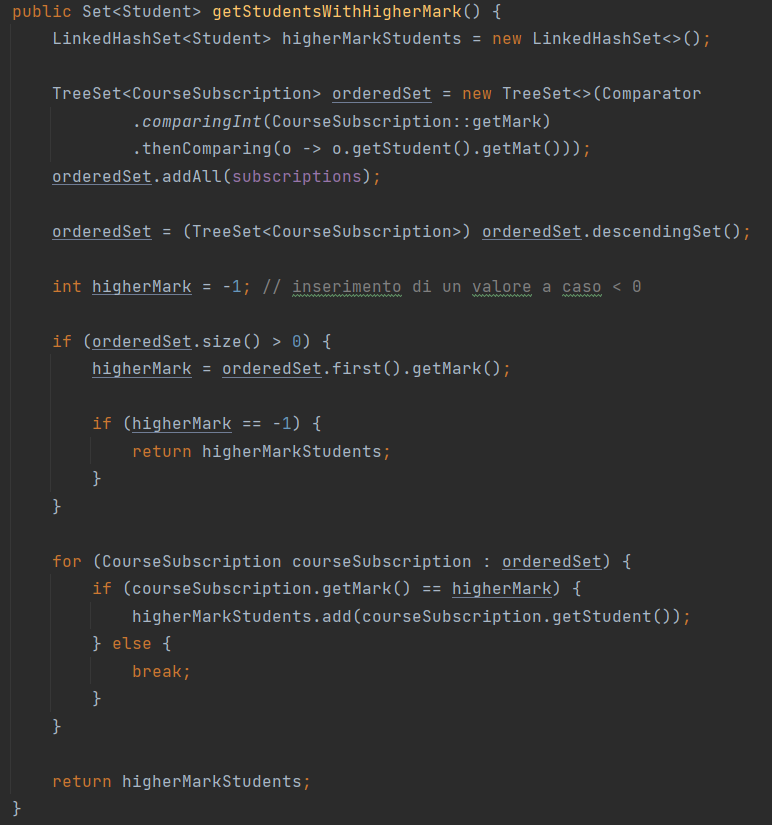 public Set<Student> getStudentsWithHigherMark() {
    LinkedHashSet<Student> higherMarkStudents = new LinkedHashSet<>();

    TreeSet<CourseSubscription> orderedSet = new TreeSet<>(Comparator
            .comparingInt(CourseSubscription::getMark)
            .thenComparing(o -> o.getStudent().getMat()));
    orderedSet.addAll(subscriptions);

    orderedSet = (TreeSet<CourseSubscription>) orderedSet.descendingSet();

    int higherMark = -1; // inserimento di un valore a caso < 0

    if (orderedSet.size() > 0) {
        higherMark = orderedSet.first().getMark();

        if (higherMark == -1) {
            return higherMarkStudents;
        }
    }

    for (CourseSubscription courseSubscription : orderedSet) {
        if (courseSubscription.getMark() == higherMark) {
            higherMarkStudents.add(courseSubscription.getStudent());
        } else {
            break;
        }
    }

    return higherMarkStudents;
}